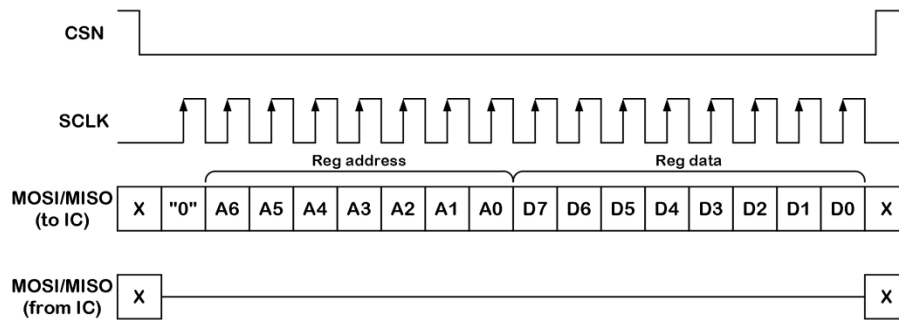 CSN
SCLK
Reg address Reg data
MOSI/MISO
(to IC)
X "0" A6 A5 A4 A3 A2 A1 A0 D7 D6 D5 D4 D3 D2 D1 D0 X
MOSI/MISO
(from IC)
X X